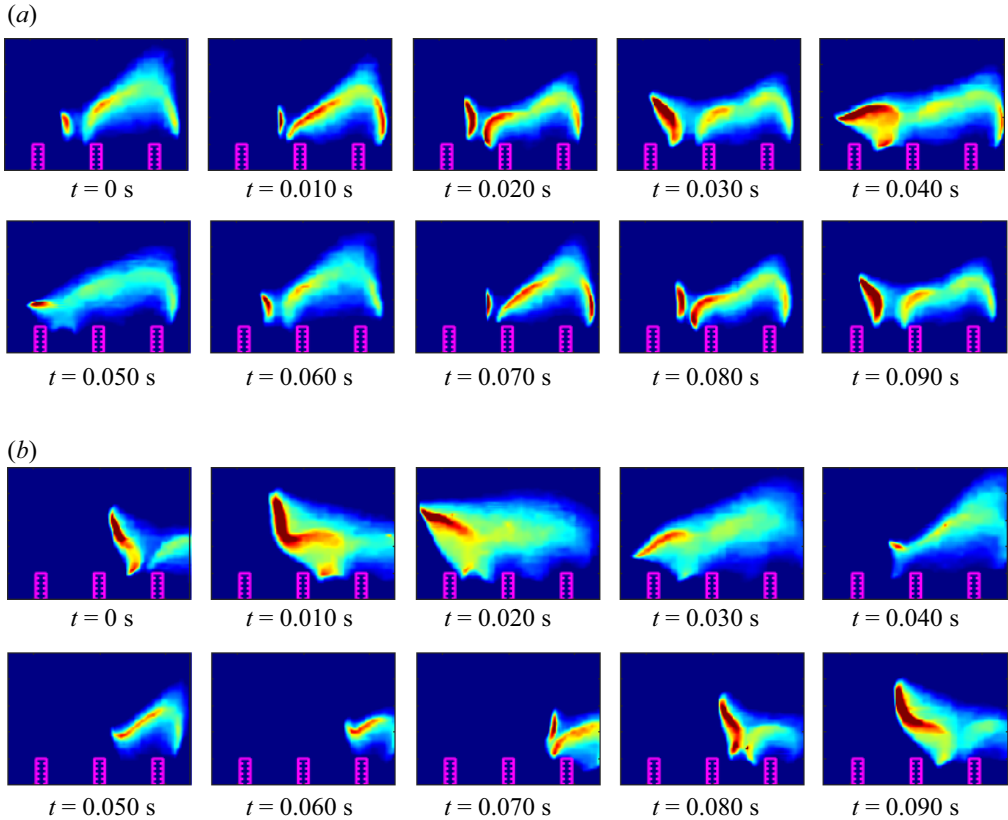 (a)
t = 0 s t = 0.010 s t = 0.020 s t = 0.030 s t = 0.040 s
t = 0.050 s t = 0.060 s t = 0.070 s t = 0.080 s t = 0.090 s
(b)
t = 0 s t = 0.010 s t = 0.020 s t = 0.030 s t = 0.040 s
t = 0.050 s t = 0.060 s t = 0.070 s t = 0.080 s t = 0.090 s